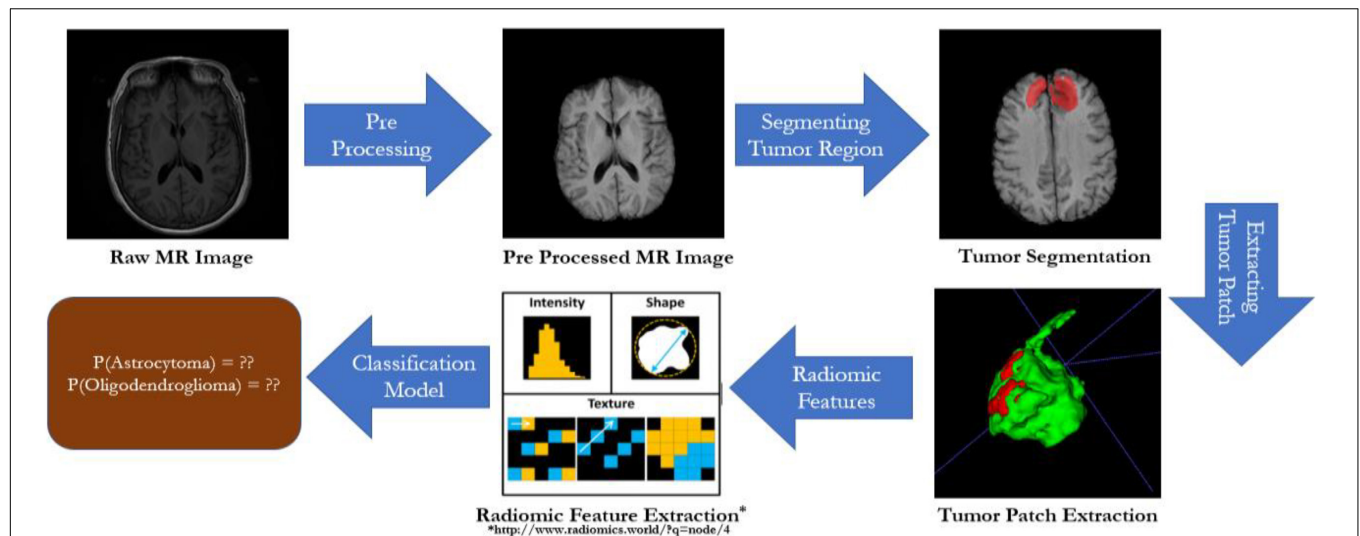 Pre
Processing
Segmenting
Tumor Region
Raw MR Image
Pre Processed MR Image
Tumor Segmentation
Extracting
Tumor Patch
Intensity
Shape
Texture
Radiomic
Features
Classification
Model
P(Astrocytoma) = ??
P(Oligodendroglioma) = ??
Radiomic Feature Extraction*
*http://www.radiomics.world/?q=node/4
Tumor Patch Extraction